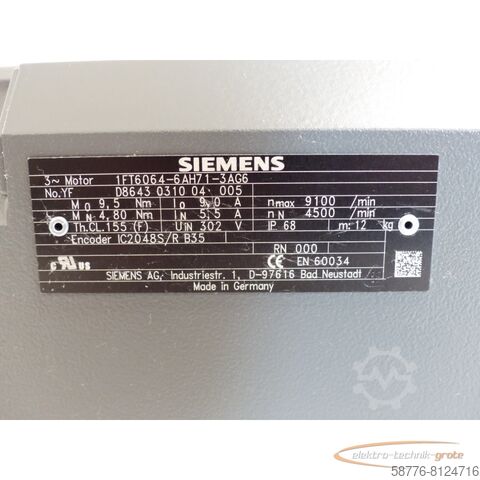 SIEMENS
3~ Motor 1FT6064-6AH71-3AG6
No.YF D8643 0310 04 005
M0 9,5 Nm I0 9,0 A nmax 9100 /min
MN 4,80 Nm IN 5,5 A nN 4500 /min
Th.CL.155 (F) UIN 302 V IP 68 m: 12 kg
Encoder IC2048S/R B35
RN 000
c RU US CE EN 60034
SIEMENS AG, Industriestr. 1, D-97616 Bad Neustadt
Made in Germany
elektro-technik-grote
58776-8124716